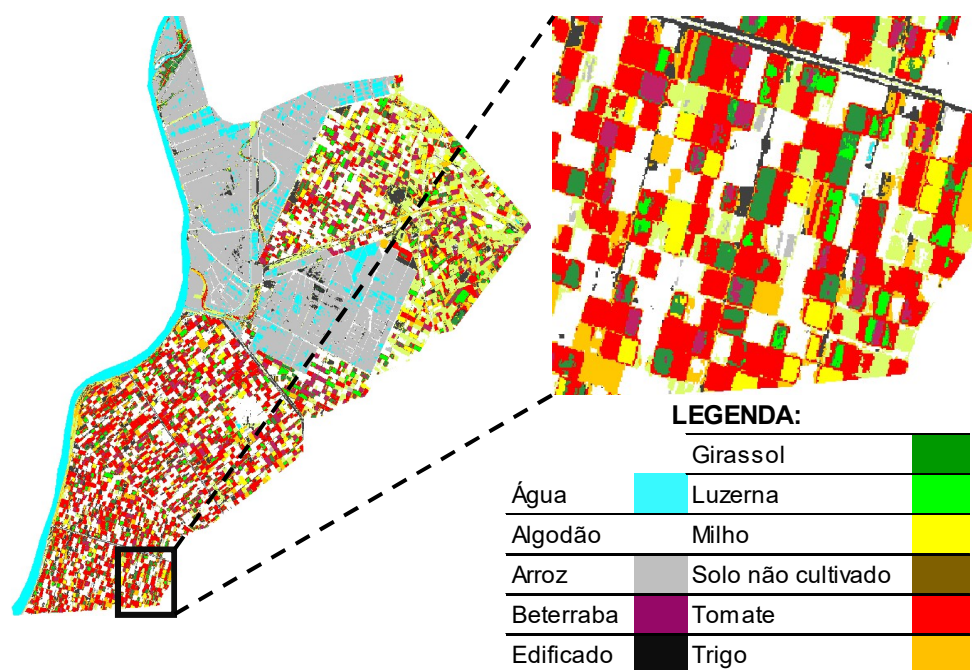 LEGENDA:
Girassol
Água Luzerna
Algodão Milho
Arroz Solo não cultivado
Beterraba Tomate
Edificado Trigo